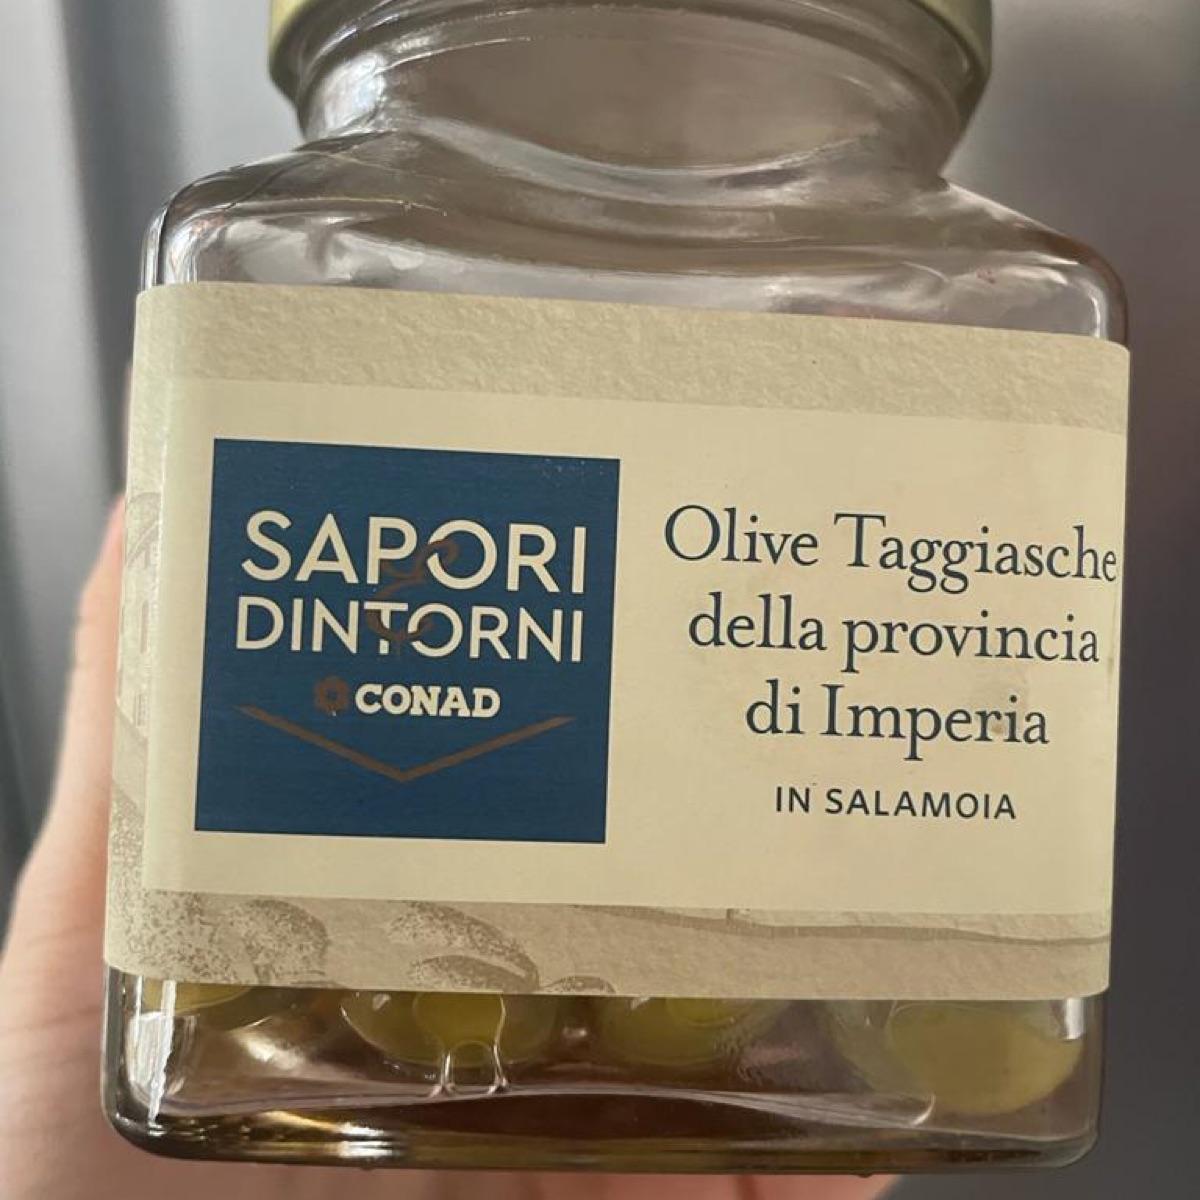 SAPORI
&
DINTORNI
CONAD
Olive Taggiasche
della provincia
di Imperia
IN SALAMOIA